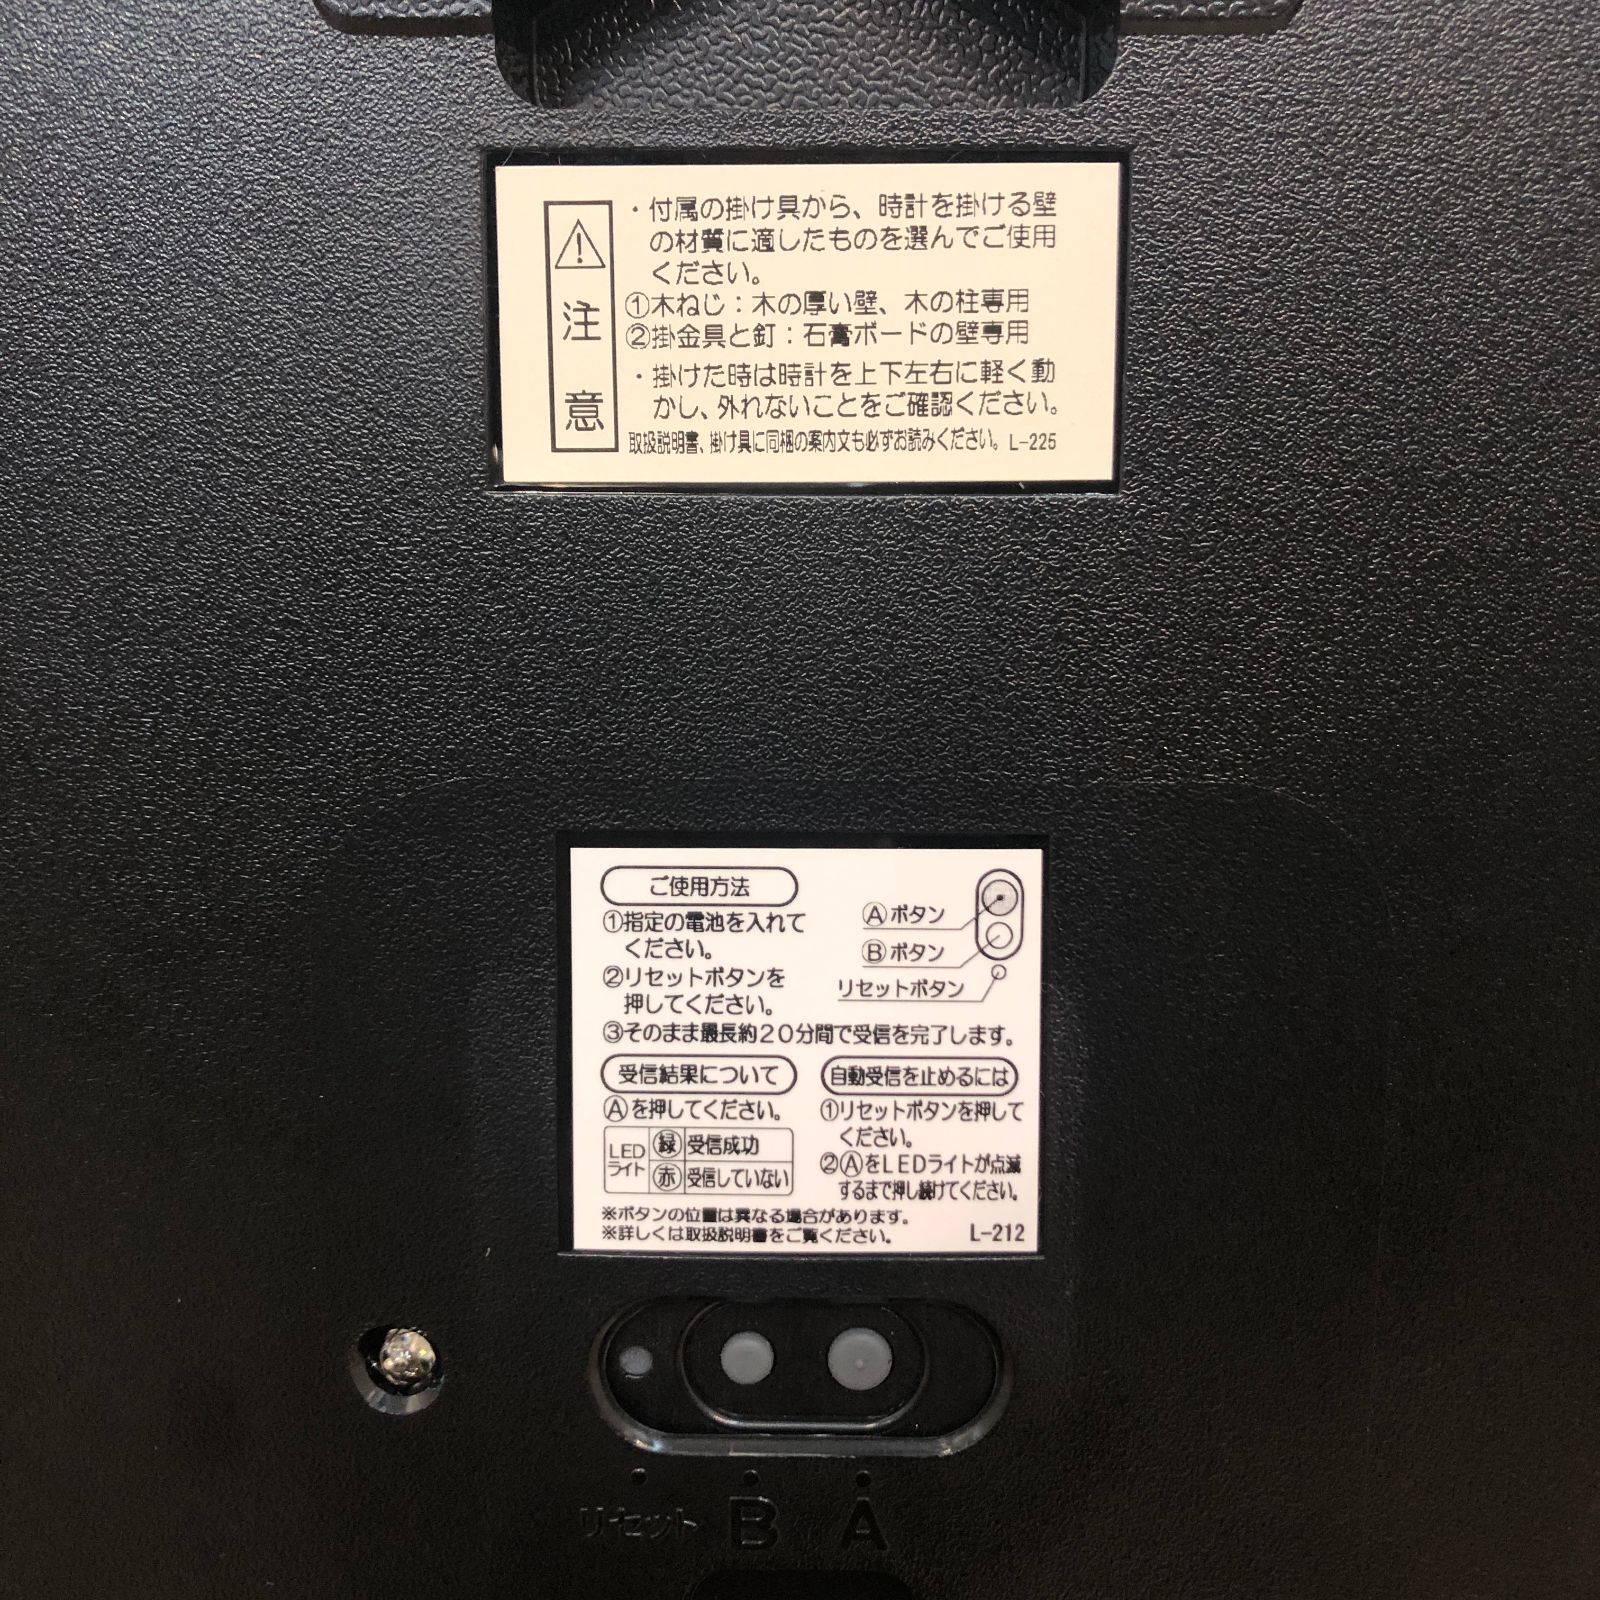 注意
・付属の掛け具から、時計を掛ける壁
の材質に適したものを選んでご使用
ください。
①木ねじ：木の厚い壁、木の柱専用
②掛金具と釘：石膏ボードの壁専用
・掛けた時は時計を上下左右に軽く動
かし、外れないことをご確認ください。
取扱説明書、掛け具に同梱の案内文も必ずお読みください。 L-225
ご使用方法
①指定の電池を入れて
ください。
②リセットボタンを
押してください。
③そのまま最長約20分間で受信を完了します。
Ⓐボタン
Ⓑボタン
リセットボタン
受信結果について
Ⓐを押してください。
LED
ライト
緑 受信成功
赤 受信していない
自動受信を止めるには
①リセットボタンを押して
ください。
②ⒶをLEDライトが点滅
するまで押し続けてください。
※ボタンの位置は異なる場合があります。
※詳しくは取扱説明書をご覧ください。
L-212
リセット B A